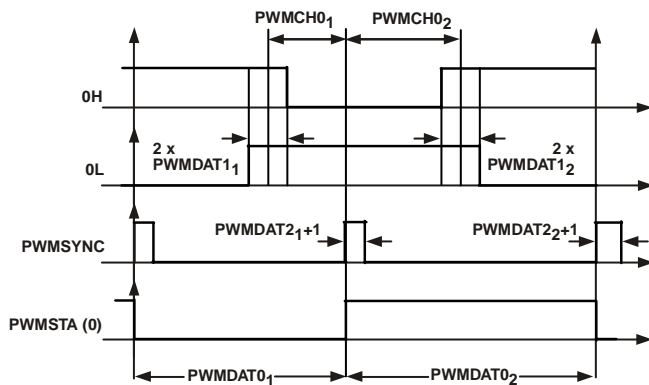 PWMCH0₁ PWMCH0₂
0H
2 x 2 x
PWMDAT1₁ PWMDAT1₂
0L
PWMDAT2₁+1 PWMDAT2₂+1
PWMSYNC
PWMSTA (0)
PWMDAT0₁ PWMDAT0₂